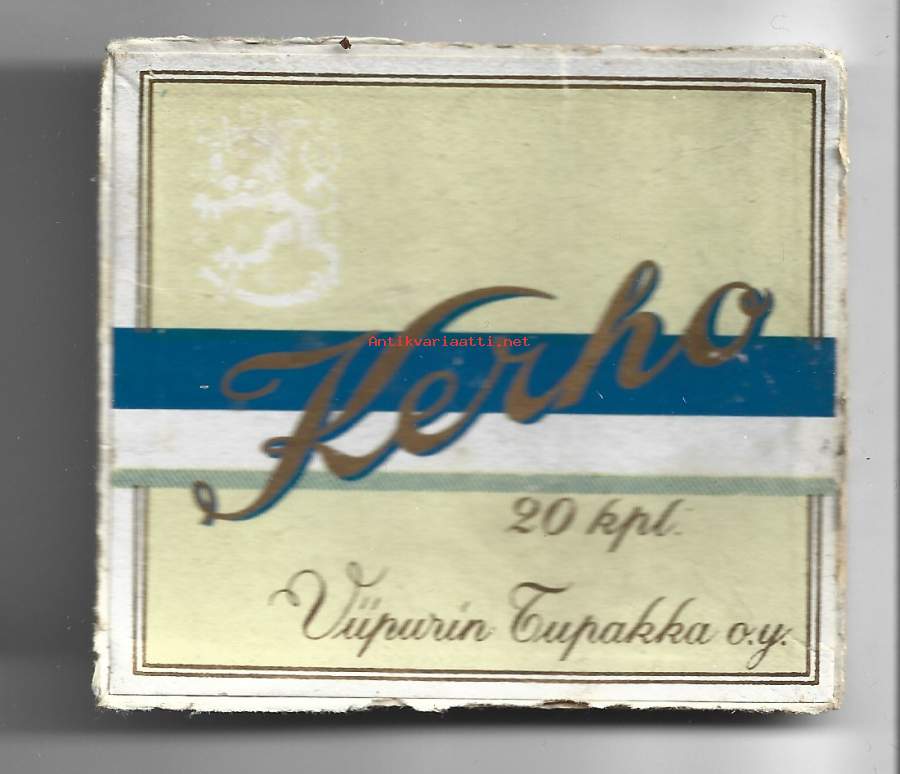 Antikvariaatti.net
Kerho
20 kpl.
Viipurin Tupakka o.y.